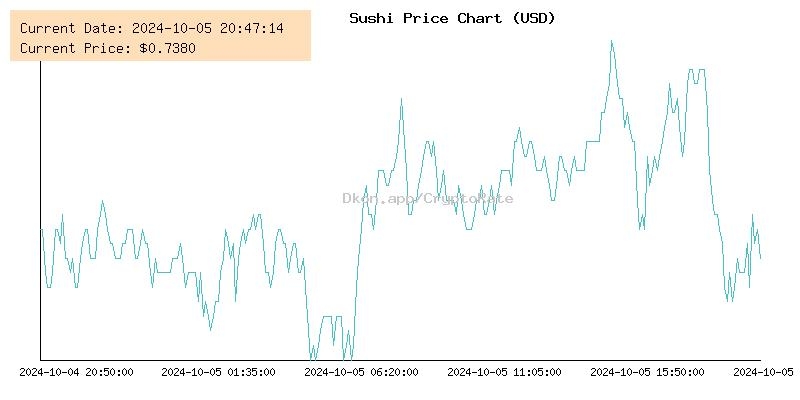 Sushi Price Chart (USD)
Current Date: 2024-10-05 20:47:14
Current Price: $0.7380
Dkon.app/CryptoRate
2024-10-04 20:50:00 2024-10-05 01:35:00 2024-10-05 06:20:00 2024-10-05 11:05:00 2024-10-05 15:50:00 2024-10-05